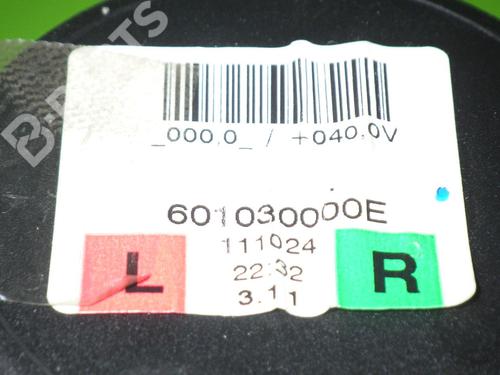 B-PARTS
_000,0_ / +040,0V
601030000E
L
111024
22:32
3.11
R